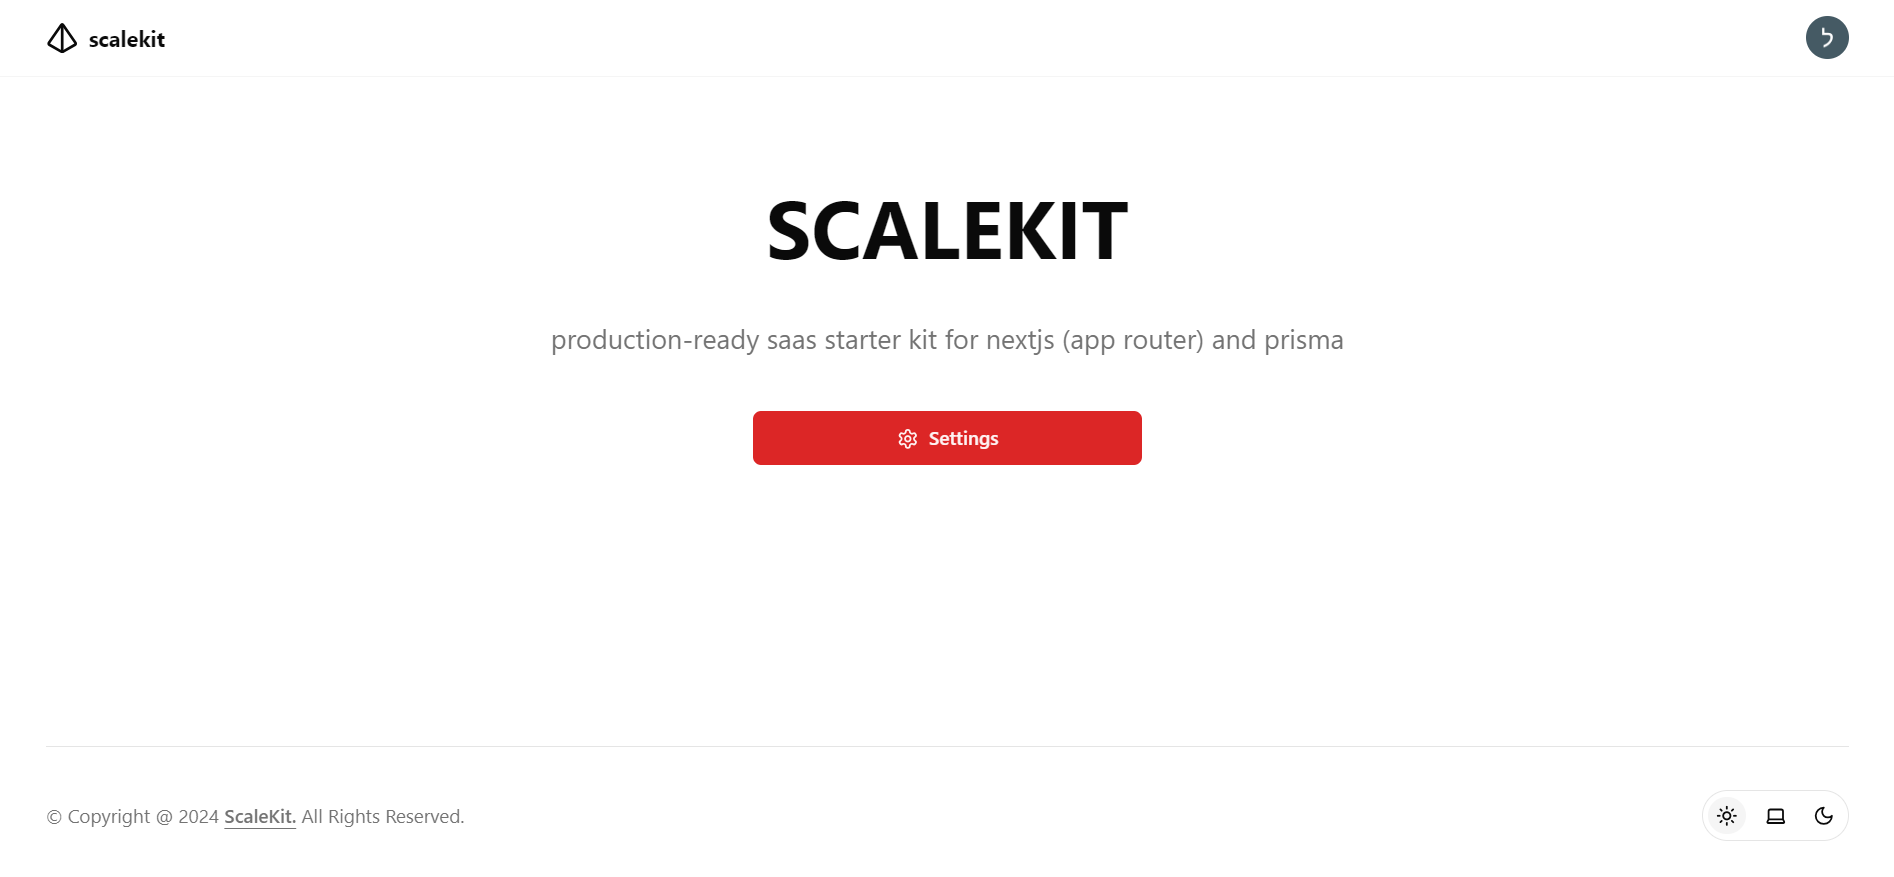 scalekit
ל
SCALEKIT
production-ready saas starter kit for nextjs (app router) and prisma
Settings
© Copyright @ 2024 ScaleKit. All Rights Reserved.